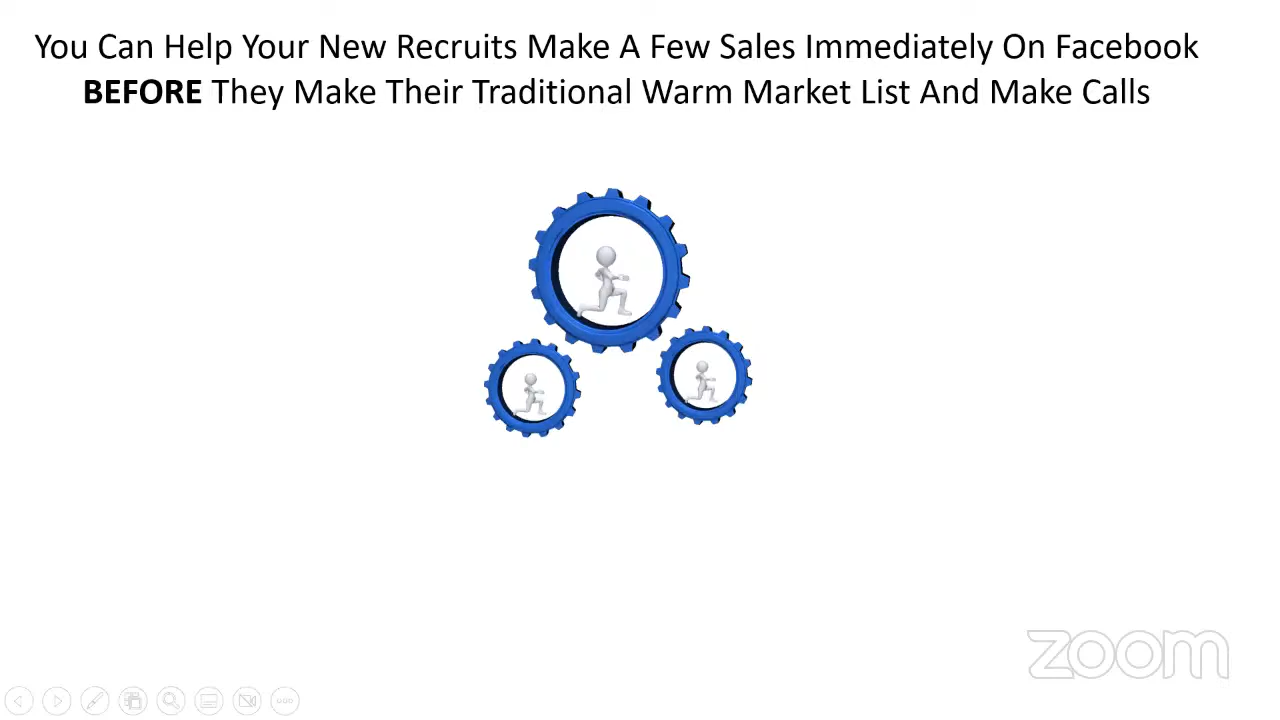 You Can Help Your New Recruits Make A Few Sales Immediately On Facebook
BEFORE They Make Their Traditional Warm Market List And Make Calls
zoom